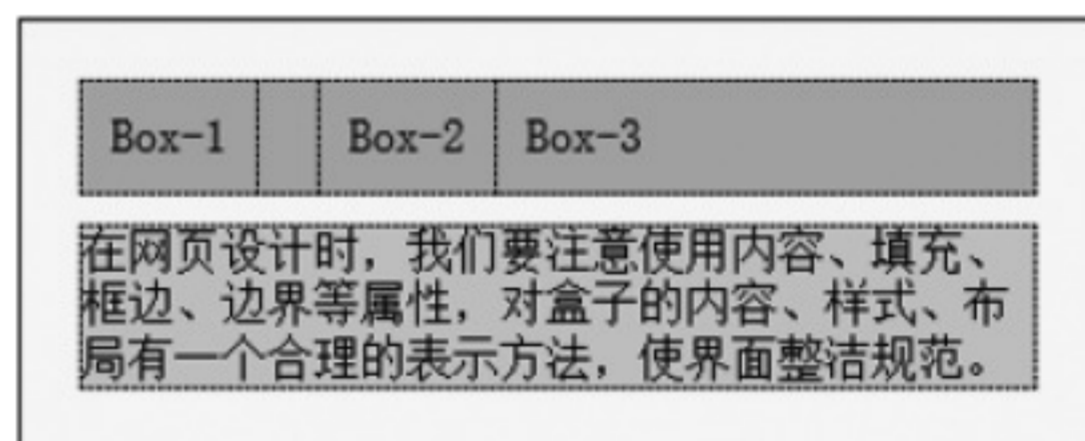 Box-1 Box-2 Box-3
在网页设计时，我们要注意使用内容、填充、
框边、边界等属性，对盒子的内容、样式、布
局有一个合理的表示方法，使界面整洁规范。